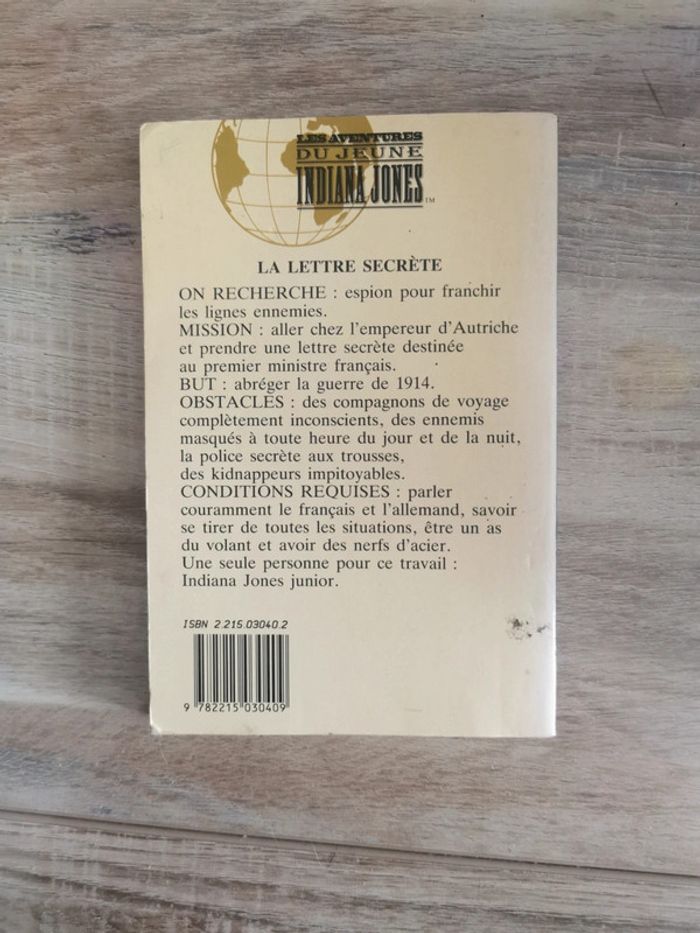 LES AVENTURES
DU JEUNE
INDIANA JONES
TM
LA LETTRE SECRÈTE
ON RECHERCHE : espion pour franchir
les lignes ennemies.
MISSION : aller chez l'empereur d'Autriche
et prendre une lettre secrète destinée
au premier ministre français.
BUT : abréger la guerre de 1914.
OBSTACLES : des compagnons de voyage
complètement inconscients, des ennemis
masqués à toute heure du jour et de la nuit,
la police secrète aux trousses,
des kidnappeurs impitoyables.
CONDITIONS REQUISES : parler
couramment le français et l'allemand, savoir
se tirer de toutes les situations, être un as
du volant et avoir des nerfs d'acier.
Une seule personne pour ce travail :
Indiana Jones junior.
ISBN 2.215.03040.2
9 782215 030409